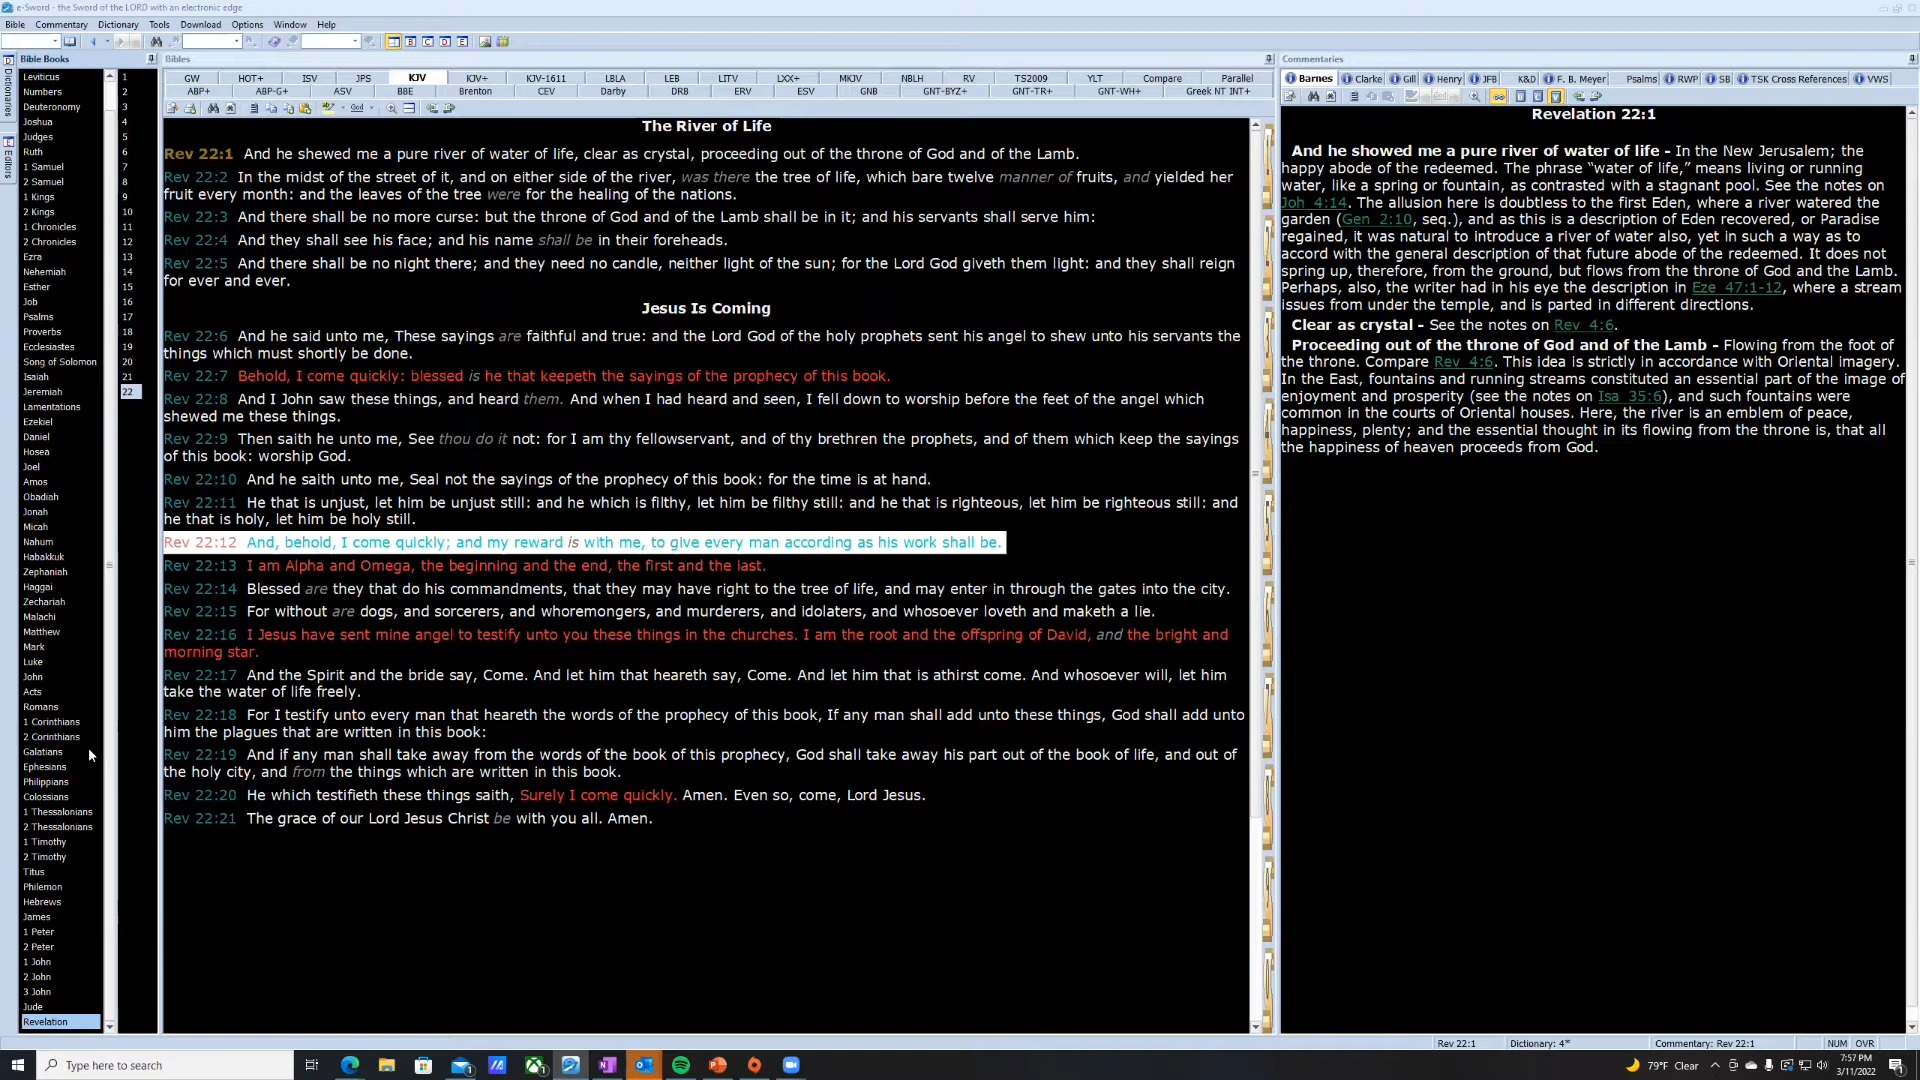 e-Sword - the Sword of the LORD with an electronic edge
Bible Commentary Dictionary Tools Download Options Window Help
Bible Books
Bibles
Commentaries
Dictionaries
Editors
Leviticus
Numbers
Deuteronomy
Joshua
Judges
Ruth
1 Samuel
2 Samuel
1 Kings
2 Kings
1 Chronicles
2 Chronicles
Ezra
Nehemiah
Esther
Job
Psalms
Proverbs
Ecclesiastes
Song of Solomon
Isaiah
Jeremiah
Lamentations
Ezekiel
Daniel
Hosea
Joel
Amos
Obadiah
Jonah
Micah
Nahum
Habakkuk
Zephaniah
Haggai
Zechariah
Malachi
Matthew
Mark
Luke
John
Acts
Romans
1 Corinthians
2 Corinthians
Galatians
Ephesians
Philippians
Colossians
1 Thessalonians
2 Thessalonians
1 Timothy
2 Timothy
Titus
Philemon
Hebrews
James
1 Peter
2 Peter
1 John
2 John
3 John
Jude
Revelation
1
2
3
4
5
6
7
8
9
10
11
12
13
14
15
16
17
18
19
20
21
22
GW HOT+ ISV JPS KJV KJV+ KJV-1611 LBLA LEB LITV LXX+ MKJV NBLH RV TS2009 YLT Compare Parallel
ABP+ ABP-G+ ASV BBE Brenton CEV Darby DRB ERV ESV GNB GNT-BYZ+ GNT-TR+ GNT-WH+ Greek NT INT+
The River of Life
Rev 22:1 And he shewed me a pure river of water of life, clear as crystal, proceeding out of the throne of God and of the Lamb.
Rev 22:2 In the midst of the street of it, and on either side of the river, was there the tree of life, which bare twelve manner of fruits, and yielded her
fruit every month: and the leaves of the tree were for the healing of the nations.
Rev 22:3 And there shall be no more curse: but the throne of God and of the Lamb shall be in it; and his servants shall serve him:
Rev 22:4 And they shall see his face; and his name shall be in their foreheads.
Rev 22:5 And there shall be no night there; and they need no candle, neither light of the sun; for the Lord God giveth them light: and they shall reign
for ever and ever.
Jesus Is Coming
Rev 22:6 And he said unto me, These sayings are faithful and true: and the Lord God of the holy prophets sent his angel to shew unto his servants the
things which must shortly be done.
Rev 22:7 Behold, I come quickly: blessed is he that keepeth the sayings of the prophecy of this book.
Rev 22:8 And I John saw these things, and heard them. And when I had heard and seen, I fell down to worship before the feet of the angel which
shewed me these things.
Rev 22:9 Then saith he unto me, See thou do it not: for I am thy fellowservant, and of thy brethren the prophets, and of them which keep the sayings
of this book: worship God.
Rev 22:10 And he saith unto me, Seal not the sayings of the prophecy of this book: for the time is at hand.
Rev 22:11 He that is unjust, let him be unjust still: and he which is filthy, let him be filthy still: and he that is righteous, let him be righteous still: and
he that is holy, let him be holy still.
Rev 22:12 And, behold, I come quickly; and my reward is with me, to give every man according as his work shall be.
Rev 22:13 I am Alpha and Omega, the beginning and the end, the first and the last.
Rev 22:14 Blessed are they that do his commandments, that they may have right to the tree of life, and may enter in through the gates into the city.
Rev 22:15 For without are dogs, and sorcerers, and whoremongers, and murderers, and idolaters, and whosoever loveth and maketh a lie.
Rev 22:16 I Jesus have sent mine angel to testify unto you these things in the churches. I am the root and the offspring of David, and the bright and
morning star.
Rev 22:17 And the Spirit and the bride say, Come. And let him that heareth say, Come. And let him that is athirst come. And whosoever will, let him
take the water of life freely.
Rev 22:18 For I testify unto every man that heareth the words of the prophecy of this book, If any man shall add unto these things, God shall add unto
him the plagues that are written in this book:
Rev 22:19 And if any man shall take away from the words of the book of this prophecy, God shall take away his part out of the book of life, and out of
the holy city, and from the things which are written in this book.
Rev 22:20 He which testifieth these things saith, Surely I come quickly. Amen. Even so, come, Lord Jesus.
Rev 22:21 The grace of our Lord Jesus Christ be with you all. Amen.
Barnes Clarke Gill Henry JFB K&D F. B. Meyer Psalms RWP SB TSK Cross References VWS
Revelation 22:1
And he showed me a pure river of water of life - In the New Jerusalem; the
happy abode of the redeemed. The phrase “water of life,” means living or running
water, like a spring or fountain, as contrasted with a stagnant pool. See the notes on
Joh_4:14. The allusion here is doubtless to the first Eden, where a river watered the
garden (Gen_2:10, seq.), and as this is a description of Eden recovered, or Paradise
regained, it was natural to introduce a river of water also, yet in such a way as to
accord with the general description of that future abode of the redeemed. It does not
spring up, therefore, from the ground, but flows from the throne of God and the Lamb.
Perhaps, also, the writer had in his eye the description in Eze_47:1-12, where a stream
issues from under the temple, and is parted in different directions.
Clear as crystal - See the notes on Rev_4:6.
Proceeding out of the throne of God and of the Lamb - Flowing from the foot of
the throne. Compare Rev_4:6. This idea is strictly in accordance with Oriental imagery.
In the East, fountains and running streams constituted an essential part of the image of
enjoyment and prosperity (see the notes on Isa_35:6), and such fountains were
common in the courts of Oriental houses. Here, the river is an emblem of peace,
happiness, plenty; and the essential thought in its flowing from the throne is, that all
the happiness of heaven proceeds from God.
Rev 22:1 Dictionary: 4* Commentary: Rev 22:1 NUM OVR
Type here to search
79°F Clear
7:57 PM
3/11/2022